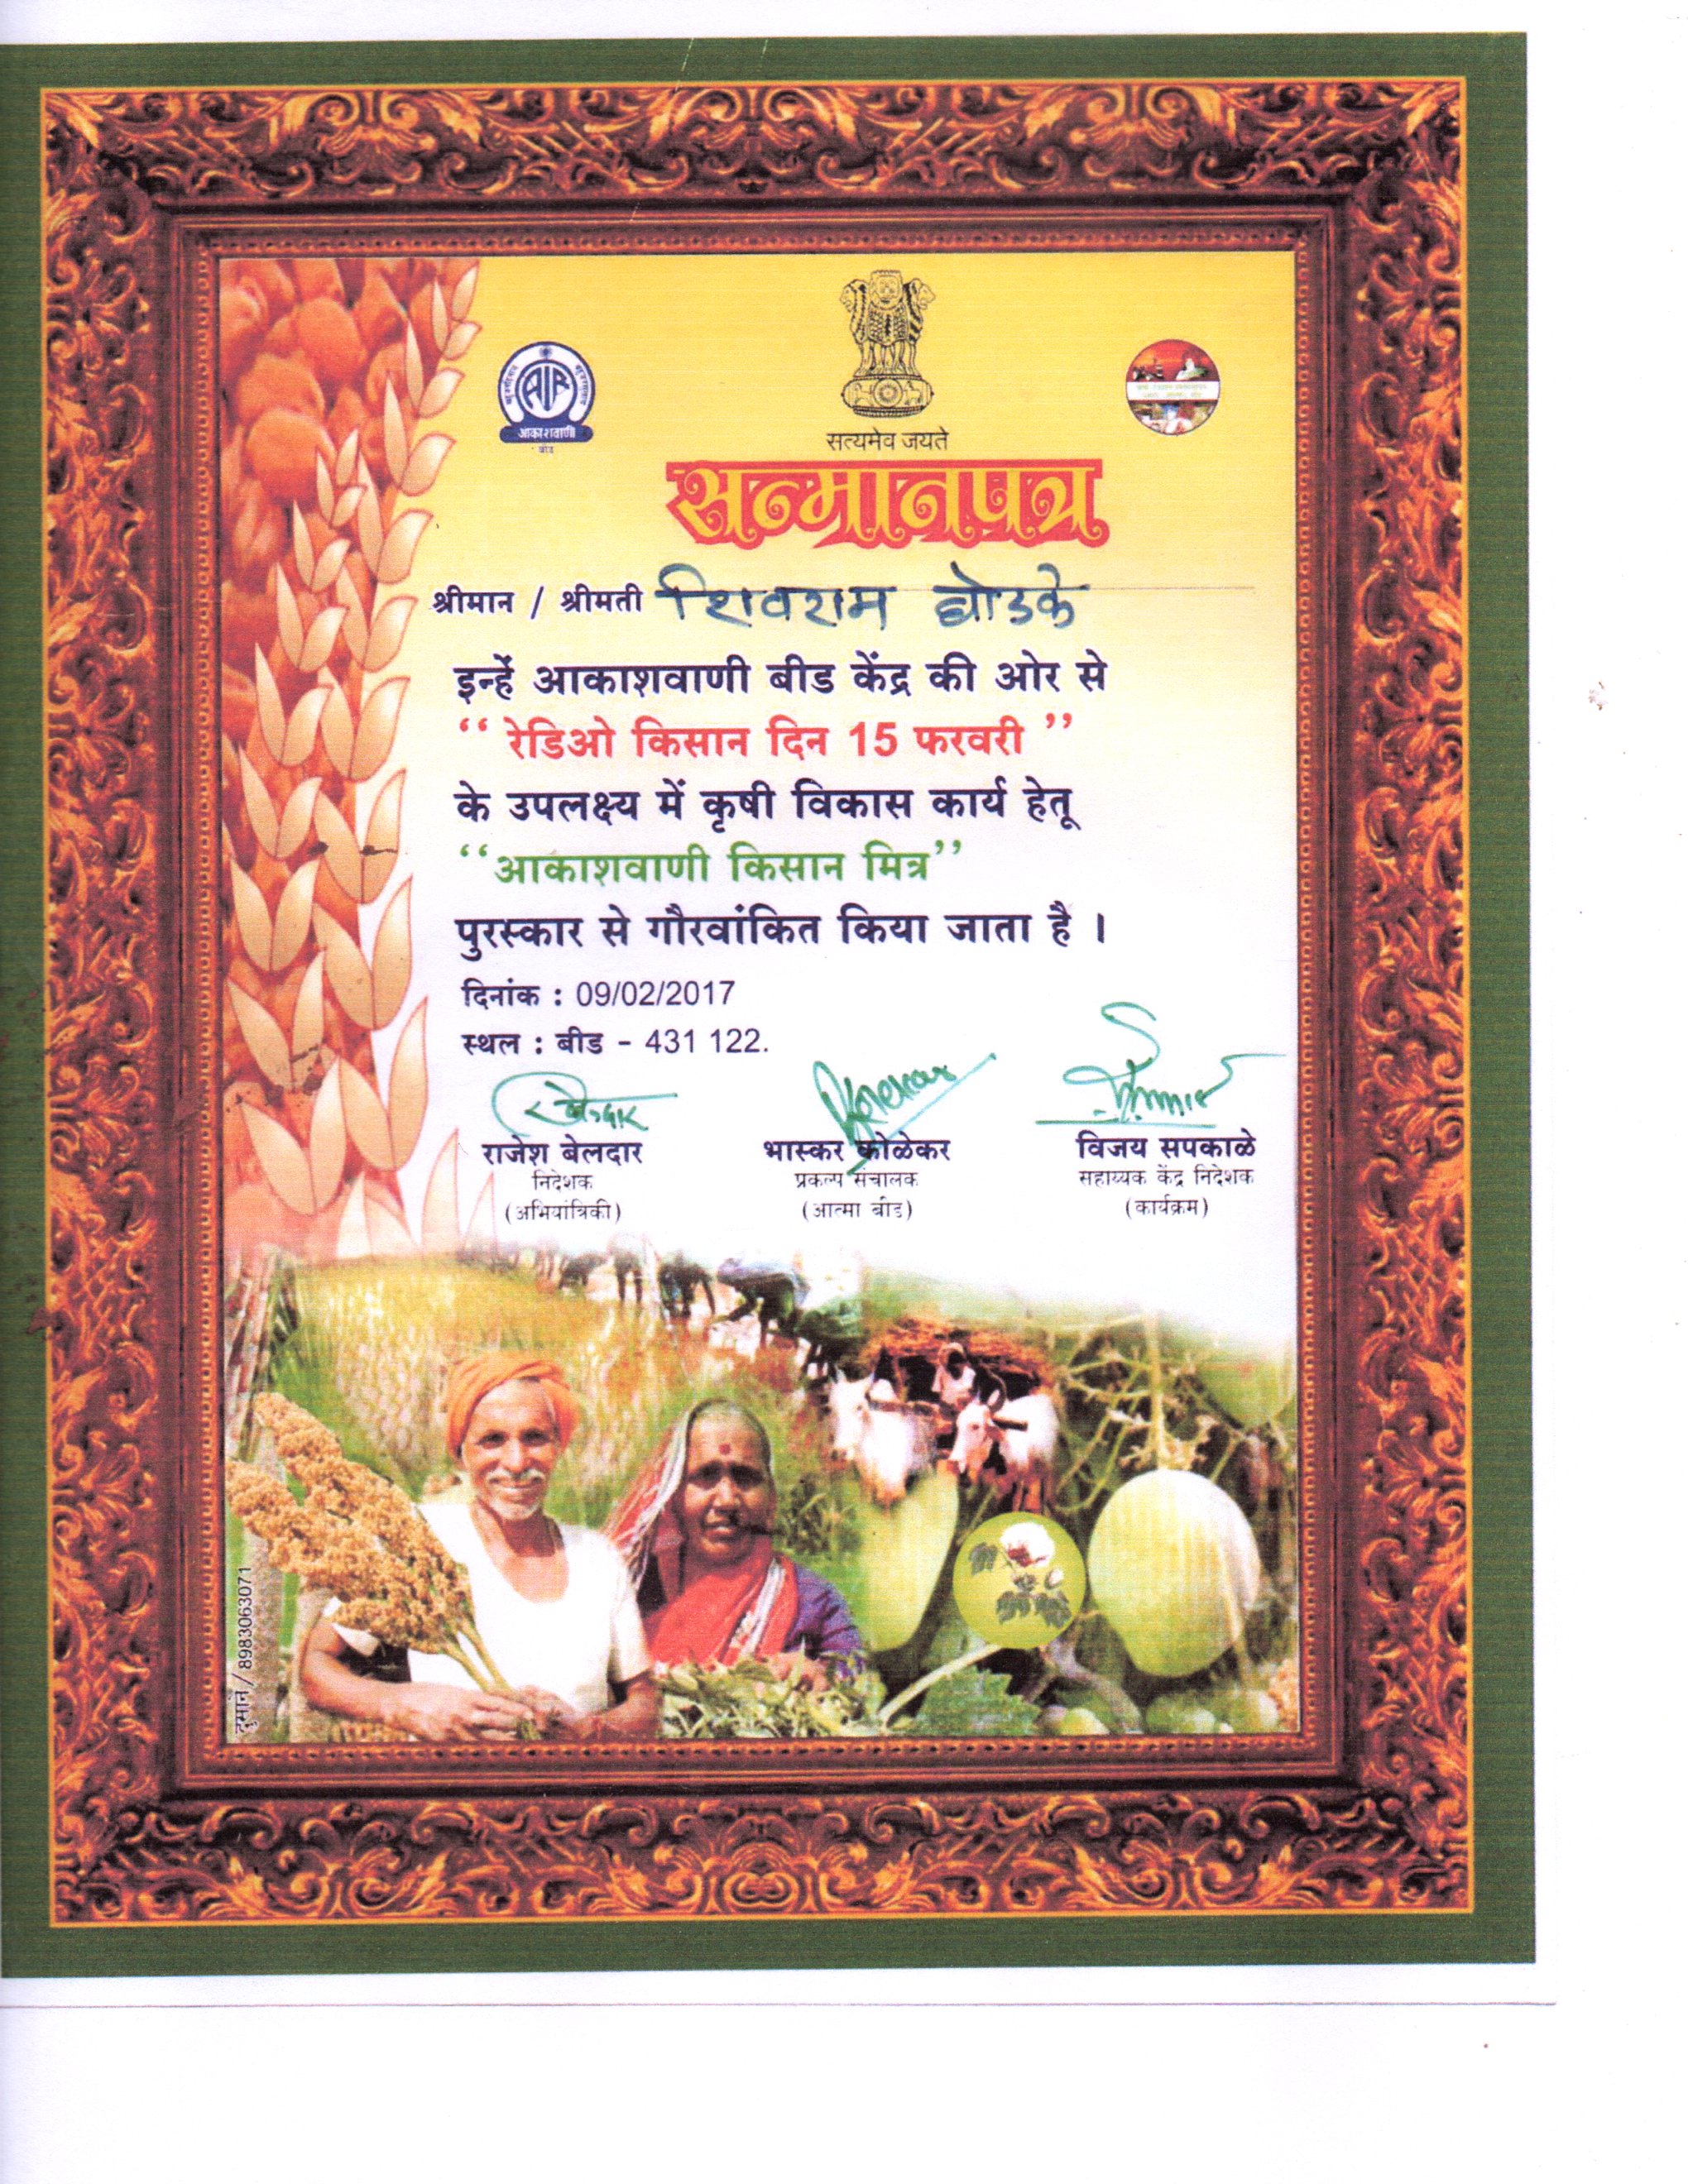 AIR
आकाशवाणी
बीड
सत्यमेव जयते
सन्मानपत्र
श्रीमान / श्रीमती शिवराम घोडके
इन्हें आकाशवाणी बीड केंद्र की ओर से
“ रेडिओ किसान दिन 15 फरवरी ”
के उपलक्ष्य में कृषी विकास कार्य हेतू
“आकाशवाणी किसान मित्र”
पुरस्कार से गौरवांकित किया जाता है ।
दिनांक : 09/02/2017
स्थल : बीड - 431 122.
राजेश बेलदार
निदेशक
(अभियांत्रिकी)
भास्कर कोळेकर
प्रकल्प संचालक
(आत्मा बीड)
विजय सपकाळे
सहाय्यक केंद्र निदेशक
(कार्यक्रम)
दुमाने / 8983063071